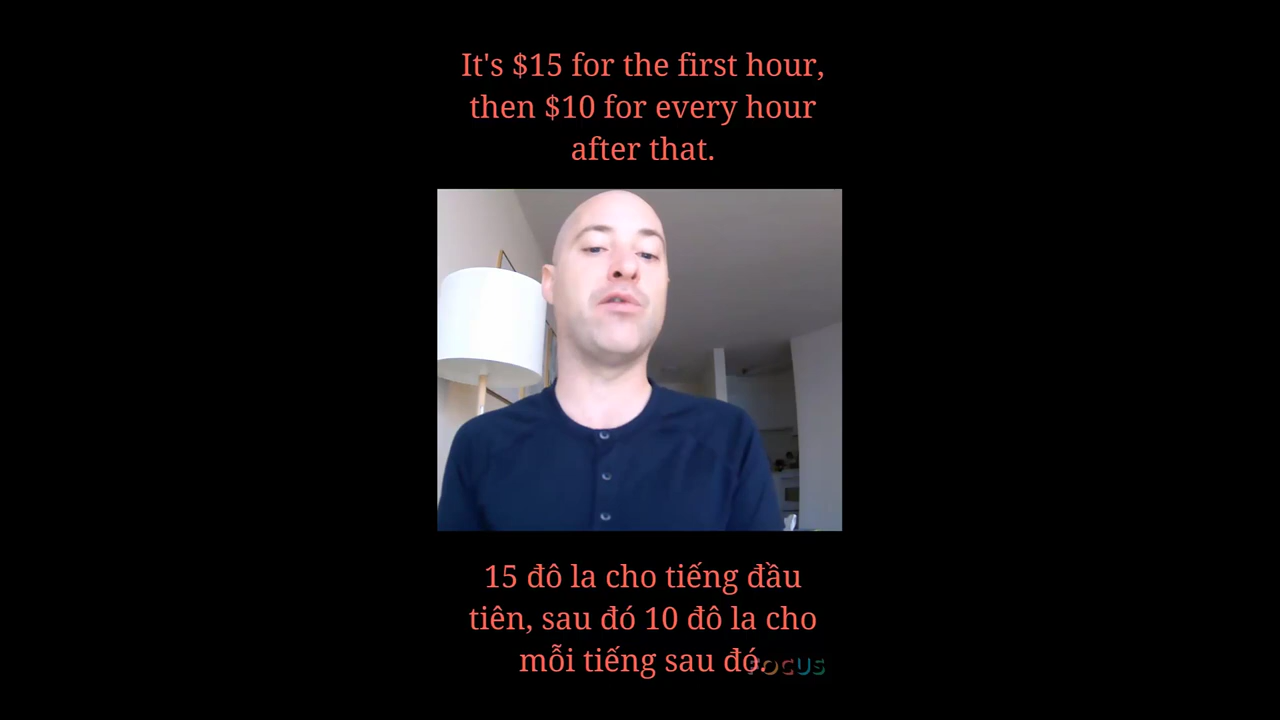 It's $15 for the first hour,
then $10 for every hour
after that.
15 đô la cho tiếng đầu
tiên, sau đó 10 đô la cho
mỗi tiếng sau đó.
FOCUS